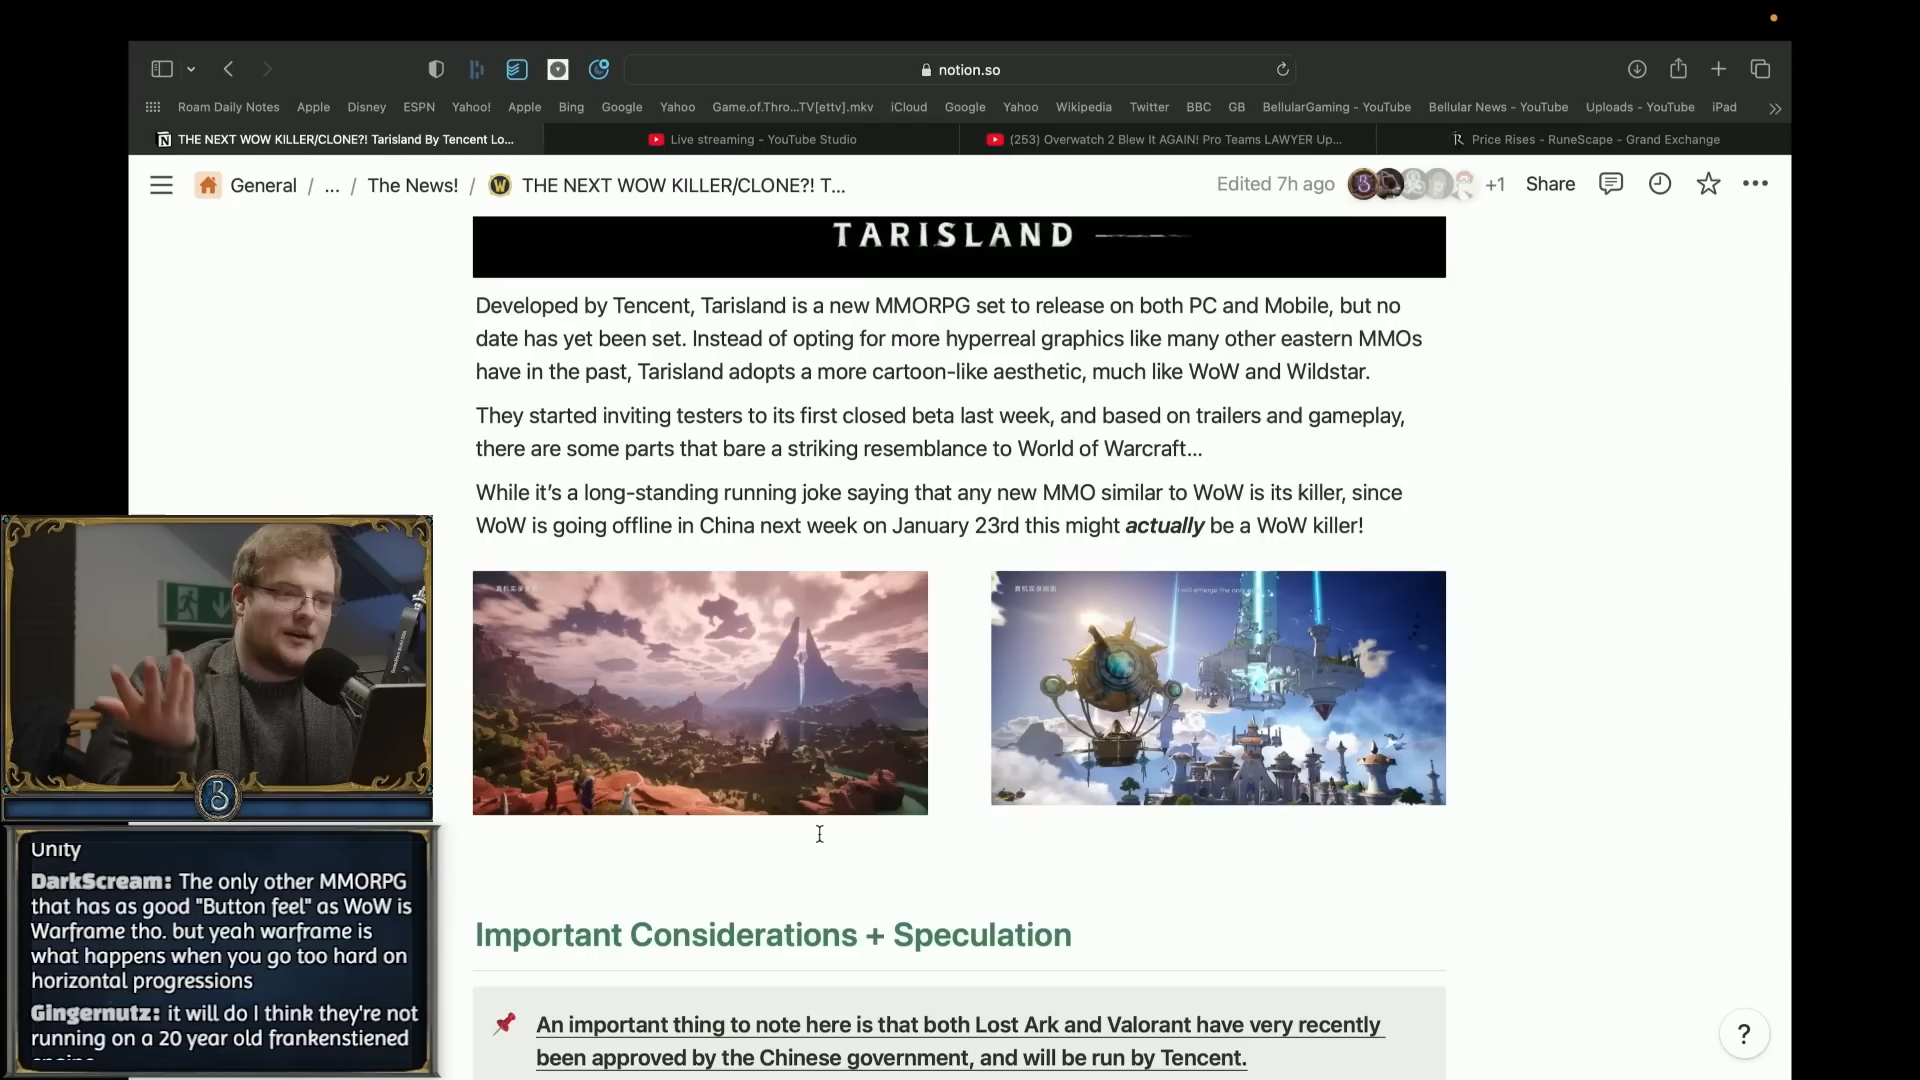 notion.so
Roam Daily Notes Apple Disney ESPN Yahoo! Apple Bing Google Yahoo Game.of.Thro...TV[ettv].mkv iCloud Google Yahoo Wikipedia Twitter BBC GB BellularGaming - YouTube Bellular News - YouTube Uploads - YouTube iPad
THE NEXT WOW KILLER/CLONE?! Tarisland By Tencent Lo... Live streaming - YouTube Studio (253) Overwatch 2 Blew It AGAIN! Pro Teams LAWYER Up... Price Rises - RuneScape - Grand Exchange
General / ... / The News! / THE NEXT WOW KILLER/CLONE?! T... Edited 7h ago +1 Share
TARISLAND
Developed by Tencent, Tarisland is a new MMORPG set to release on both PC and Mobile, but no
date has yet been set. Instead of opting for more hyperreal graphics like many other eastern MMOs
have in the past, Tarisland adopts a more cartoon-like aesthetic, much like WoW and Wildstar.
They started inviting testers to its first closed beta last week, and based on trailers and gameplay,
there are some parts that bare a striking resemblance to World of Warcraft...
While it’s a long-standing running joke saying that any new MMO similar to WoW is its killer, since
WoW is going offline in China next week on January 23rd this might actually be a WoW killer!
Important Considerations + Speculation
An important thing to note here is that both Lost Ark and Valorant have very recently
been approved by the Chinese government, and will be run by Tencent.
?
B
Unity
DarkScream: The only other MMORPG
that has as good "Button feel" as WoW is
Warframe tho. but yeah warframe is
what happens when you go too hard on
horizontal progressions
Gingernutz: it will do I think they're not
running on a 20 year old frankenstiened